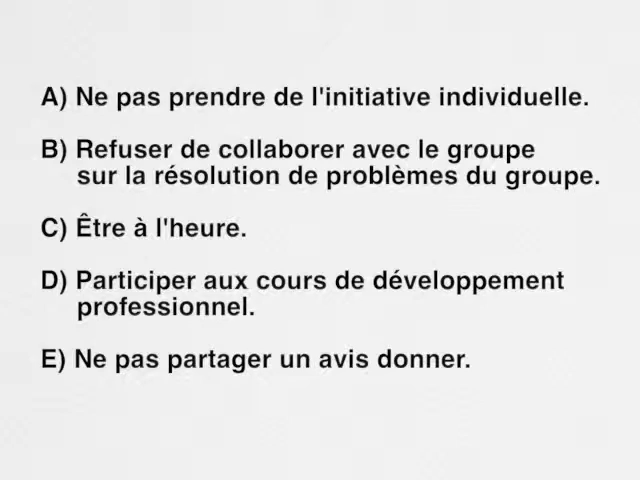 A) Ne pas prendre de l'initiative individuelle.
B) Refuser de collaborer avec le groupe
sur la résolution de problèmes du groupe.
C) Être à l'heure.
D) Participer aux cours de développement
professionnel.
E) Ne pas partager un avis donner.